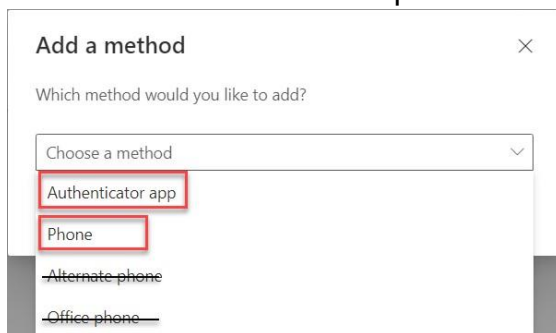 Add a method
Which method would you like to add?
Choose a method
Authenticator app
Phone
Alternate phone
Office phone